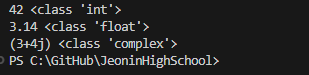 42 <class 'int'>
3.14 <class 'float'>
(3+4j) <class 'complex'>
PS C:\GitHub\JeoninHighSchool>